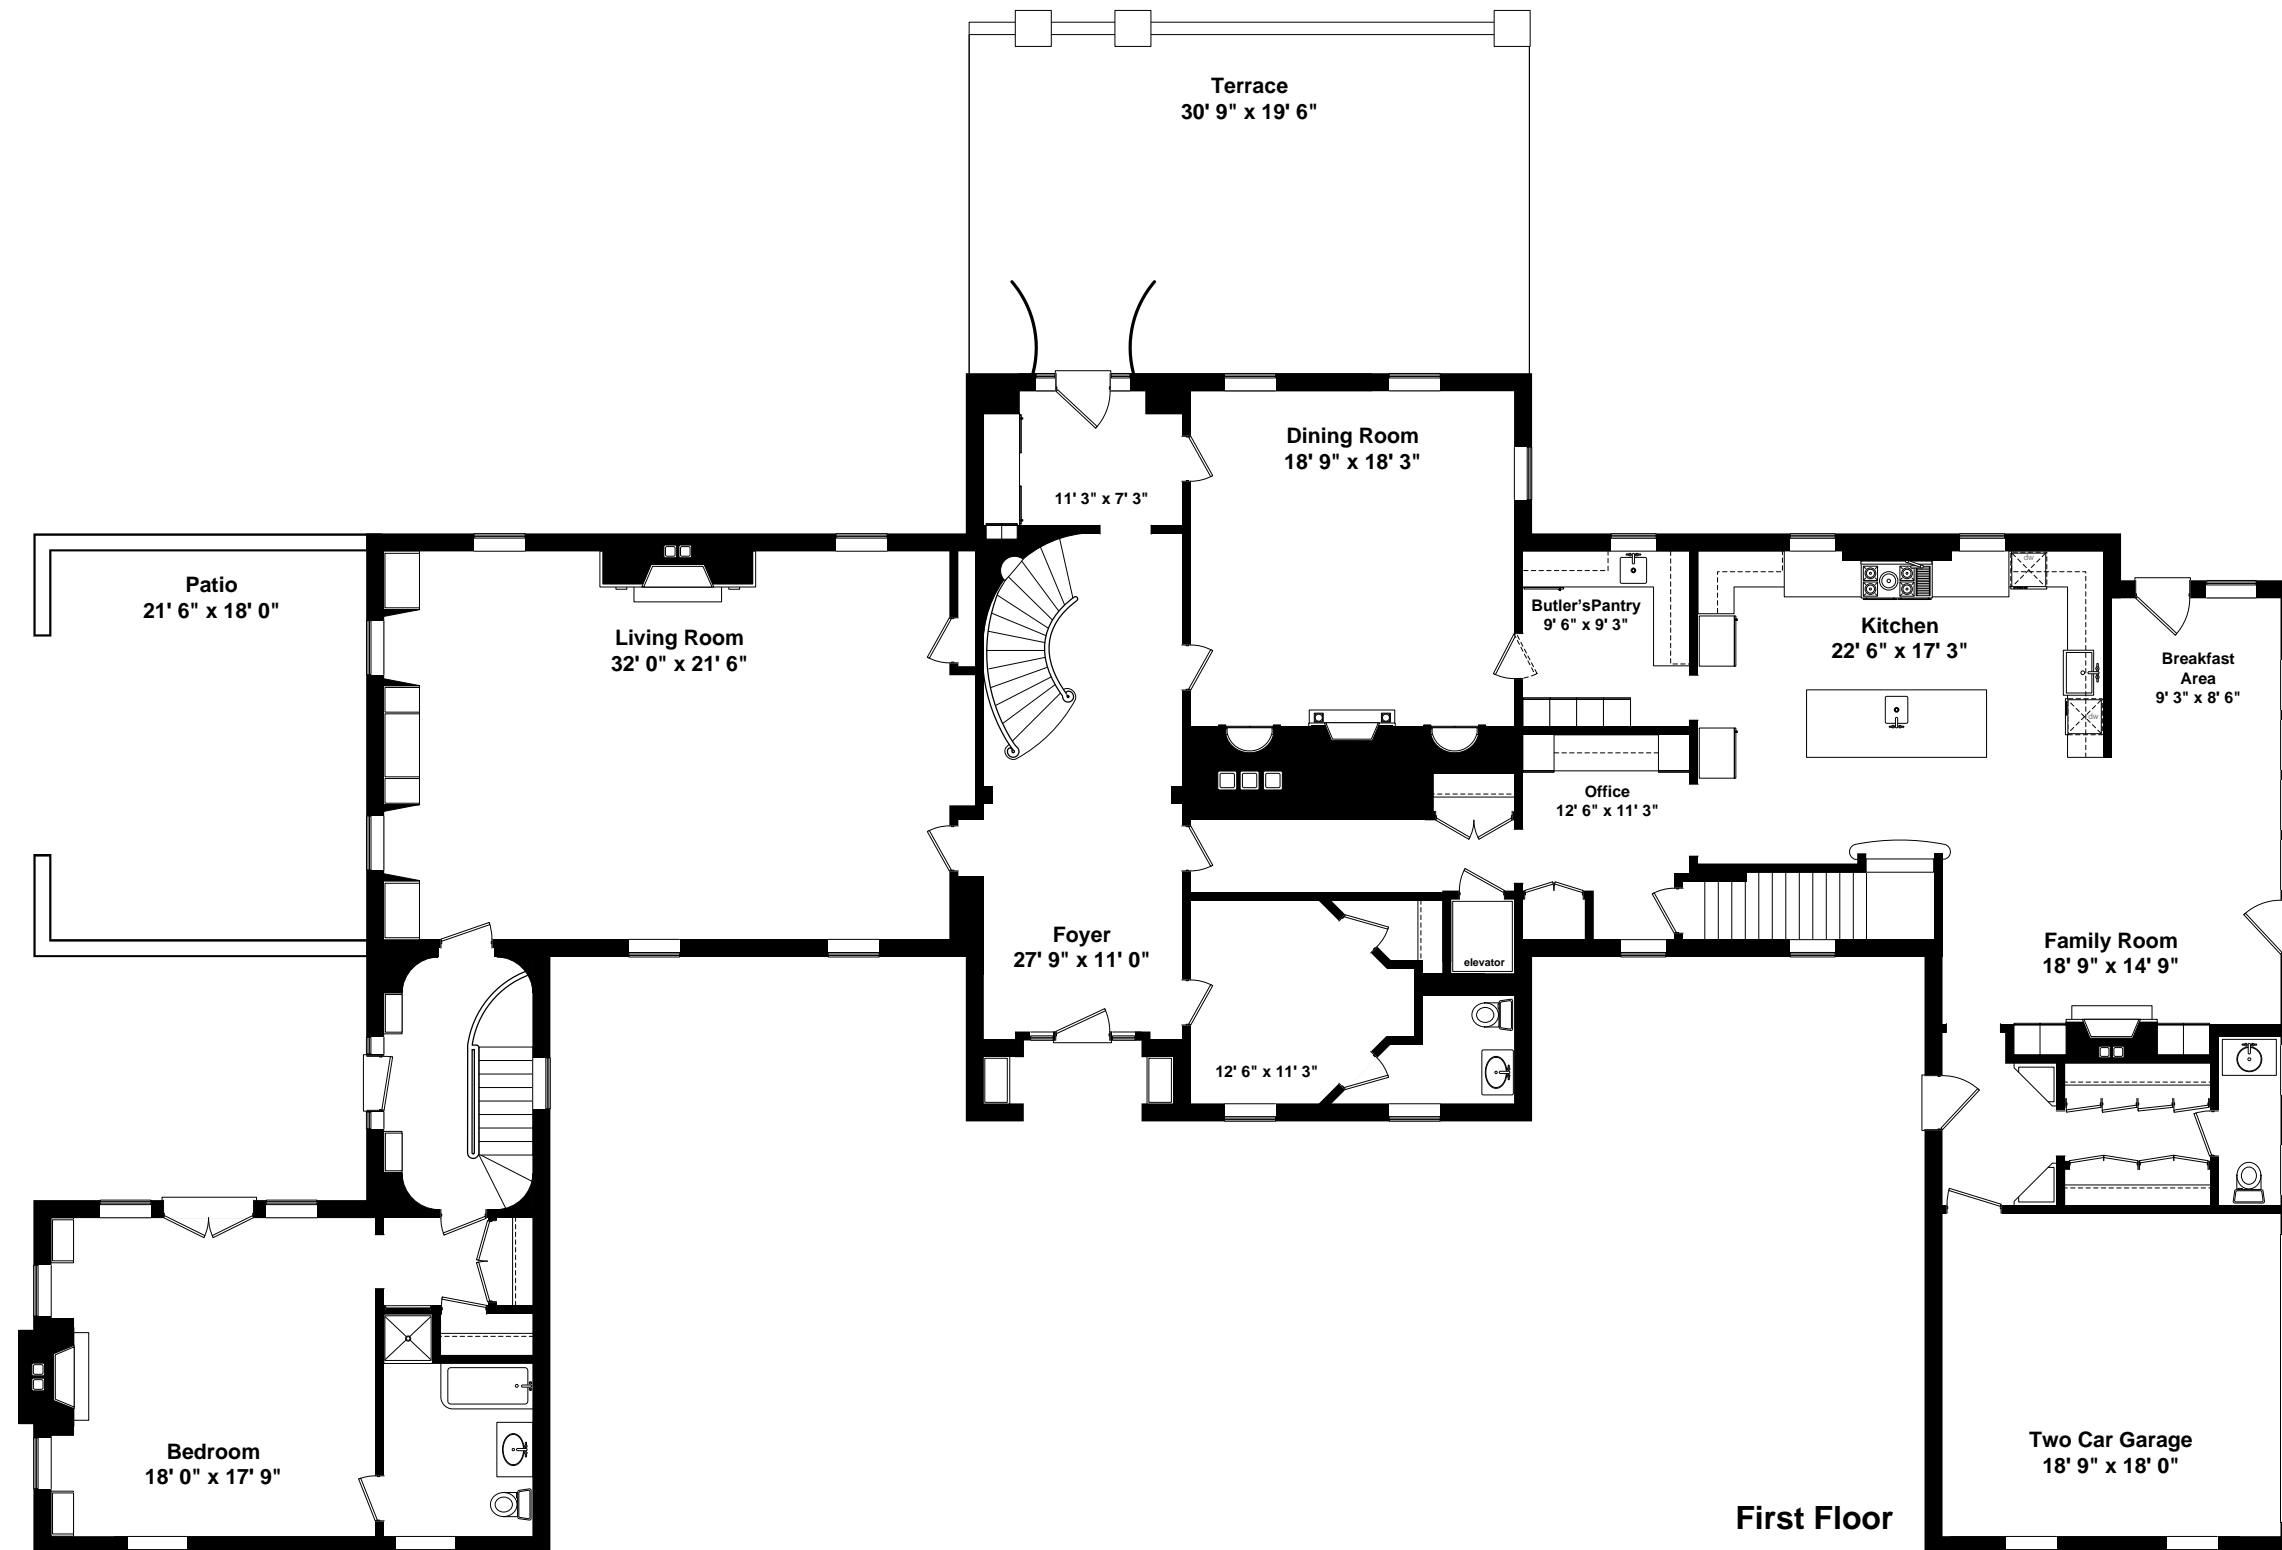 Terrace
30' 9" x 19' 6"
Dining Room
18' 9" x 18' 3"
11' 3" x 7' 3"
Patio
21' 6" x 18' 0"
Living Room
32' 0" x 21' 6"
Butler'sPantry
9' 6" x 9' 3"
dw
Kitchen
22' 6" x 17' 3"
Breakfast
Area
9' 3" x 8' 6"
dw
Office
12' 6" x 11' 3"
Foyer
27' 9" x 11' 0"
elevator
Family Room
18' 9" x 14' 9"
12' 6" x 11' 3"
Bedroom
18' 0" x 17' 9"
Two Car Garage
18' 9" x 18' 0"
First Floor